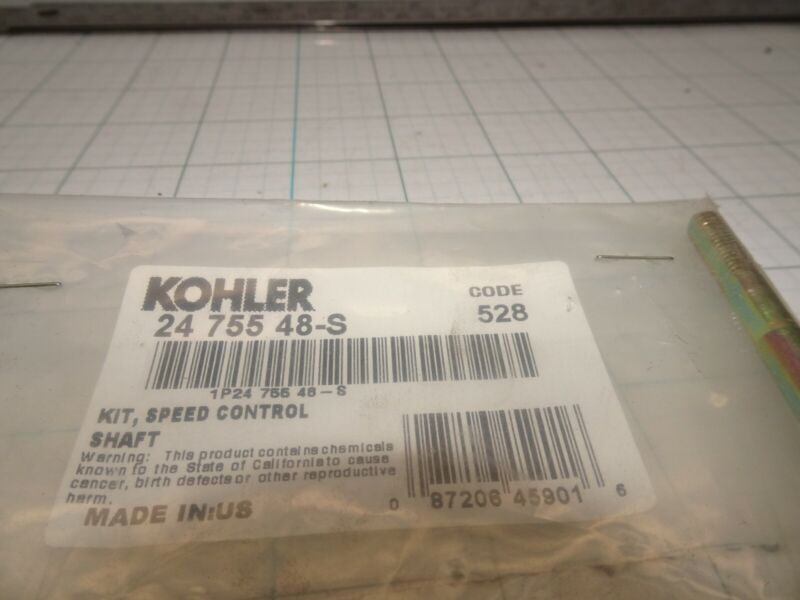 KOHLER
CODE
24 755 48-S
528
1P24 755 48-S
KIT, SPEED CONTROL
SHAFT
Warning: This product contains chemicals
known to the State of California to cause
cancer, birth defects or other reproductive
harm.
MADE IN:US
0 87206 45901 6